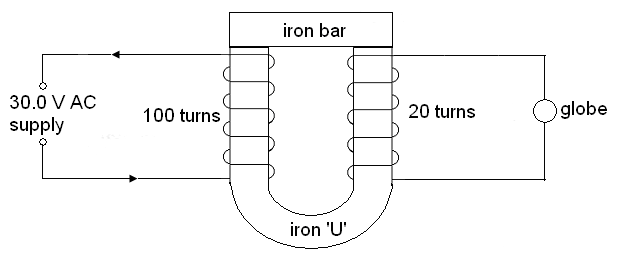 iron bar
30.0 V AC
supply
100 turns
20 turns
globe
iron 'U'